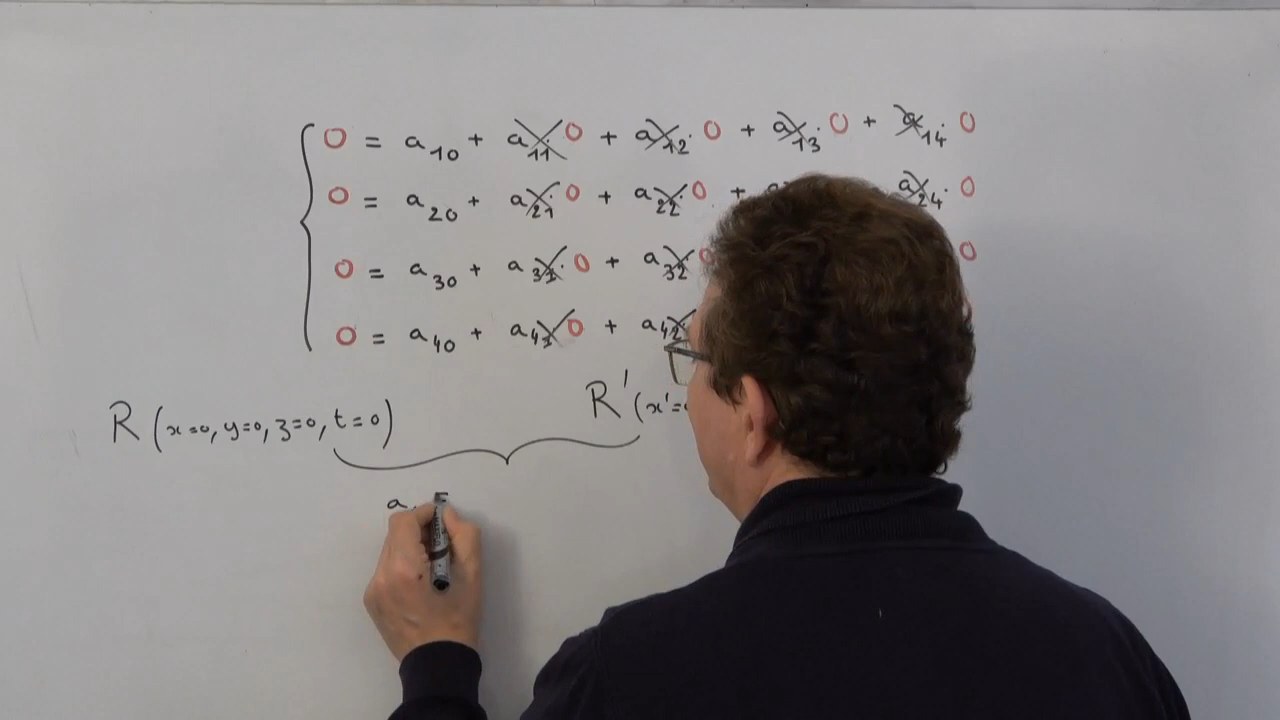 0 = a10 + a11 · 0 + a12 · 0 + a13 · 0 + a14 · 0
0 = a20 + a21 · 0 + a22 · 0 + a24 · 0
0 = a30 + a31 · 0 + a32 0
0 = a40 + a41 · 0 + a42
R (x=0, y=0, z=0, t=0) R' (x'=
a